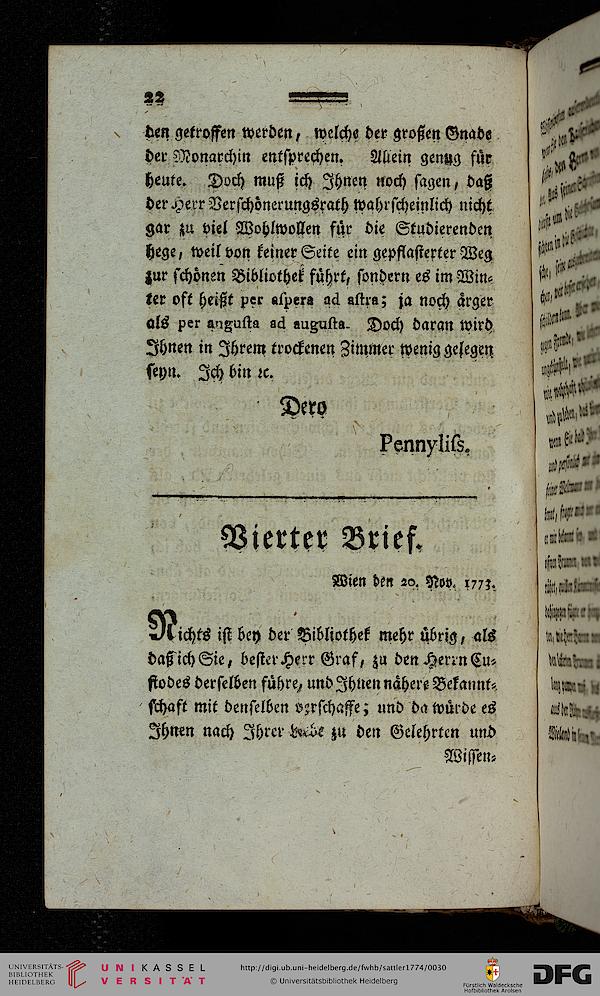 22
den getroffen werden, welche der großen Gnade
der Monarchin entsprechen. Allein genug für
heute. Doch muß ich Ihnen noch sagen, daß
der Herr Verschönerungsrath wahrscheinlich nicht
gar zu viel Wohlwollen für die Studierenden
hege, weil von keiner Seite ein gepflasterter Weg
zur schönen Bibliothek führt, sondern es im Win-
ter oft heißt per aspera ad astra; ja noch ärger
als per angusta ad augusta. Doch daran wird
Ihnen in Ihrem trockenen Zimmer wenig gelegen
seyn. Ich bin ꝛc.
Dero
Pennyliſs.
Vierter Brief.
Wien den 20. Nov. 1773.
Nichts ist bey der Bibliothek mehr übrig, als
daß ich Sie, bester Herr Graf, zu den Herrn Cu-
stodes derselben führe, und Ihnen nähere Bekannt-
schaft mit denselben verschaffe; und da würde es
Ihnen nach Ihrer Liebe zu den Gelehrten und
Wissen-
UNIVERSITÄTS-
BIBLIOTHEK
HEIDELBERG
UNIKASSEL
VERSITÄT
http://digi.ub.uni-heidelberg.de/fwhb/sattler1774/0030
© Universitätsbibliothek Heidelberg
Fürstlich Waldecksche
Hofbibliothek Arolsen
DFG